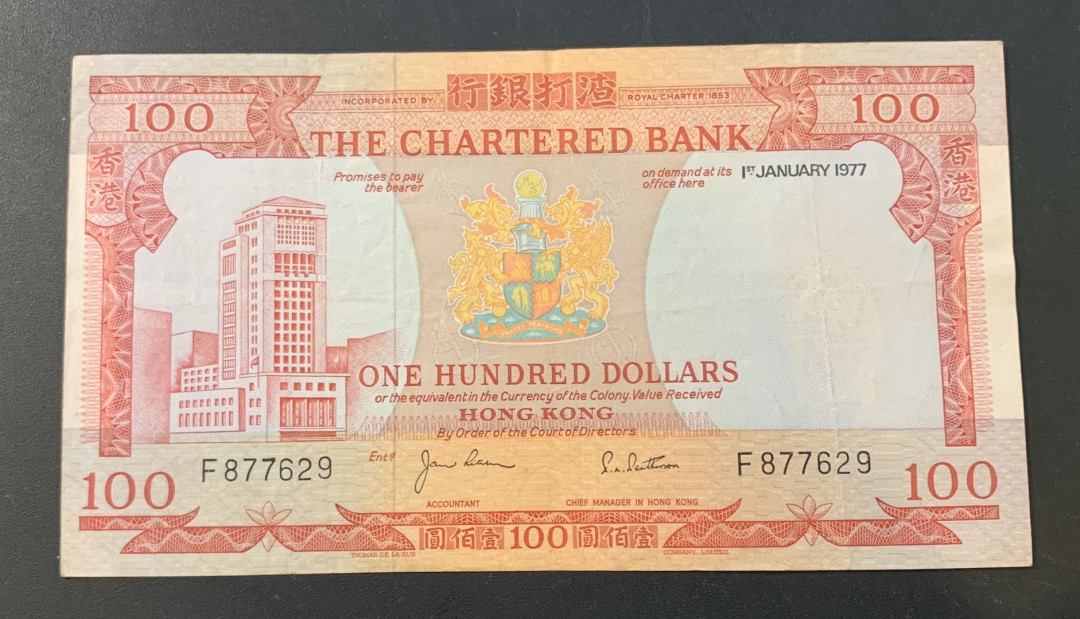 INCORPORATED BY 行銀打渣 ROYAL CHARTER 1853
100 100
THE CHARTERED BANK
香港 香港
Promises to pay
the bearer
on demand at its
office here
1ST JANUARY 1977
ONE HUNDRED DOLLARS
or the equivalent in the Currency of the Colony. Value Received
HONG KONG
By Order of the Court of Directors
F877629 Entd F877629
100 100
ACCOUNTANT CHIEF MANAGER IN HONG KONG
圓佰壹 100 圓佰壹
THOMAS DE LA RUE COMPANY, LIMITED.